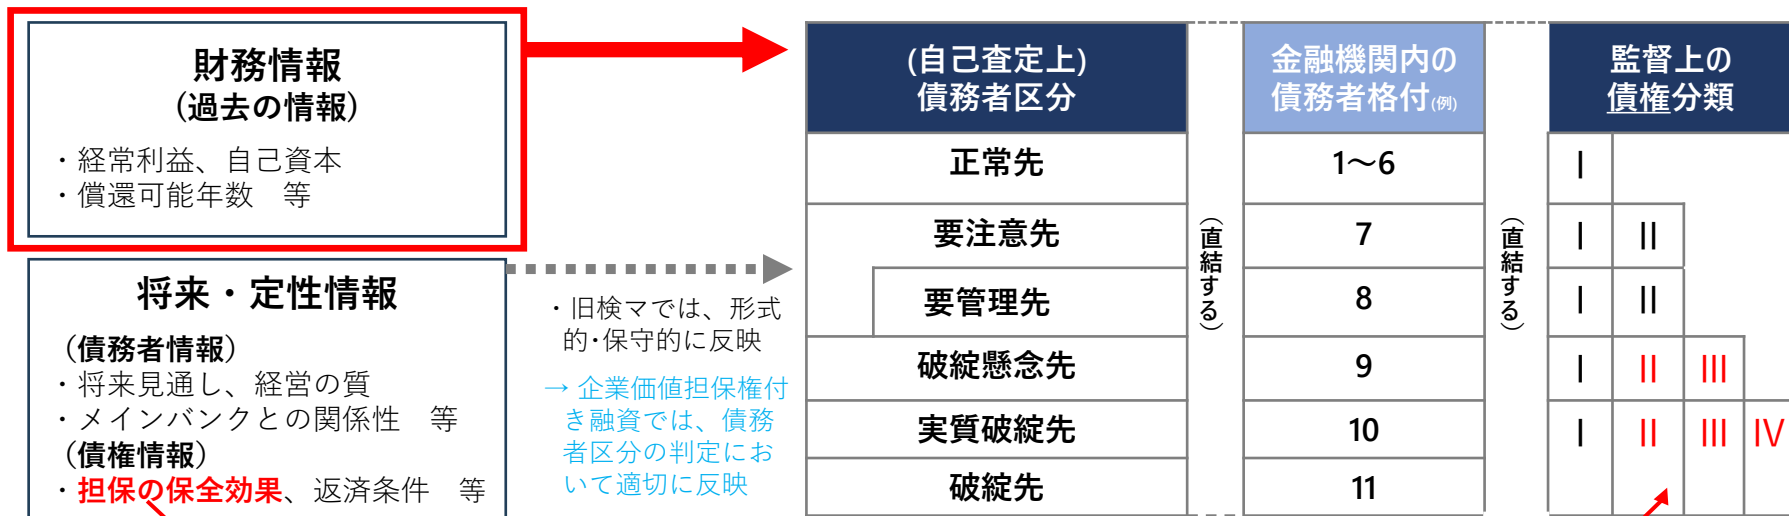 財務情報
(過去の情報)
・経常利益、自己資本
・償還可能年数　等
将来・定性情報
(債務者情報)
・将来見通し、経営の質
・メインバンクとの関係性　等
(債権情報)
・担保の保全効果、返済条件　等
・旧検マでは、形式
的・保守的に反映
→ 企業価値担保権付
き融資では、債務
者区分の判定にお
いて適切に反映
(自己査定上)
債務者区分
正常先
要注意先
要管理先
破綻懸念先
実質破綻先
破綻先
(直結する)
金融機関内の
債務者格付(例)
1～6
7
8
9
10
11
(直結する)
監督上の
債権分類
I
I II
I II
I II III
I II III IV